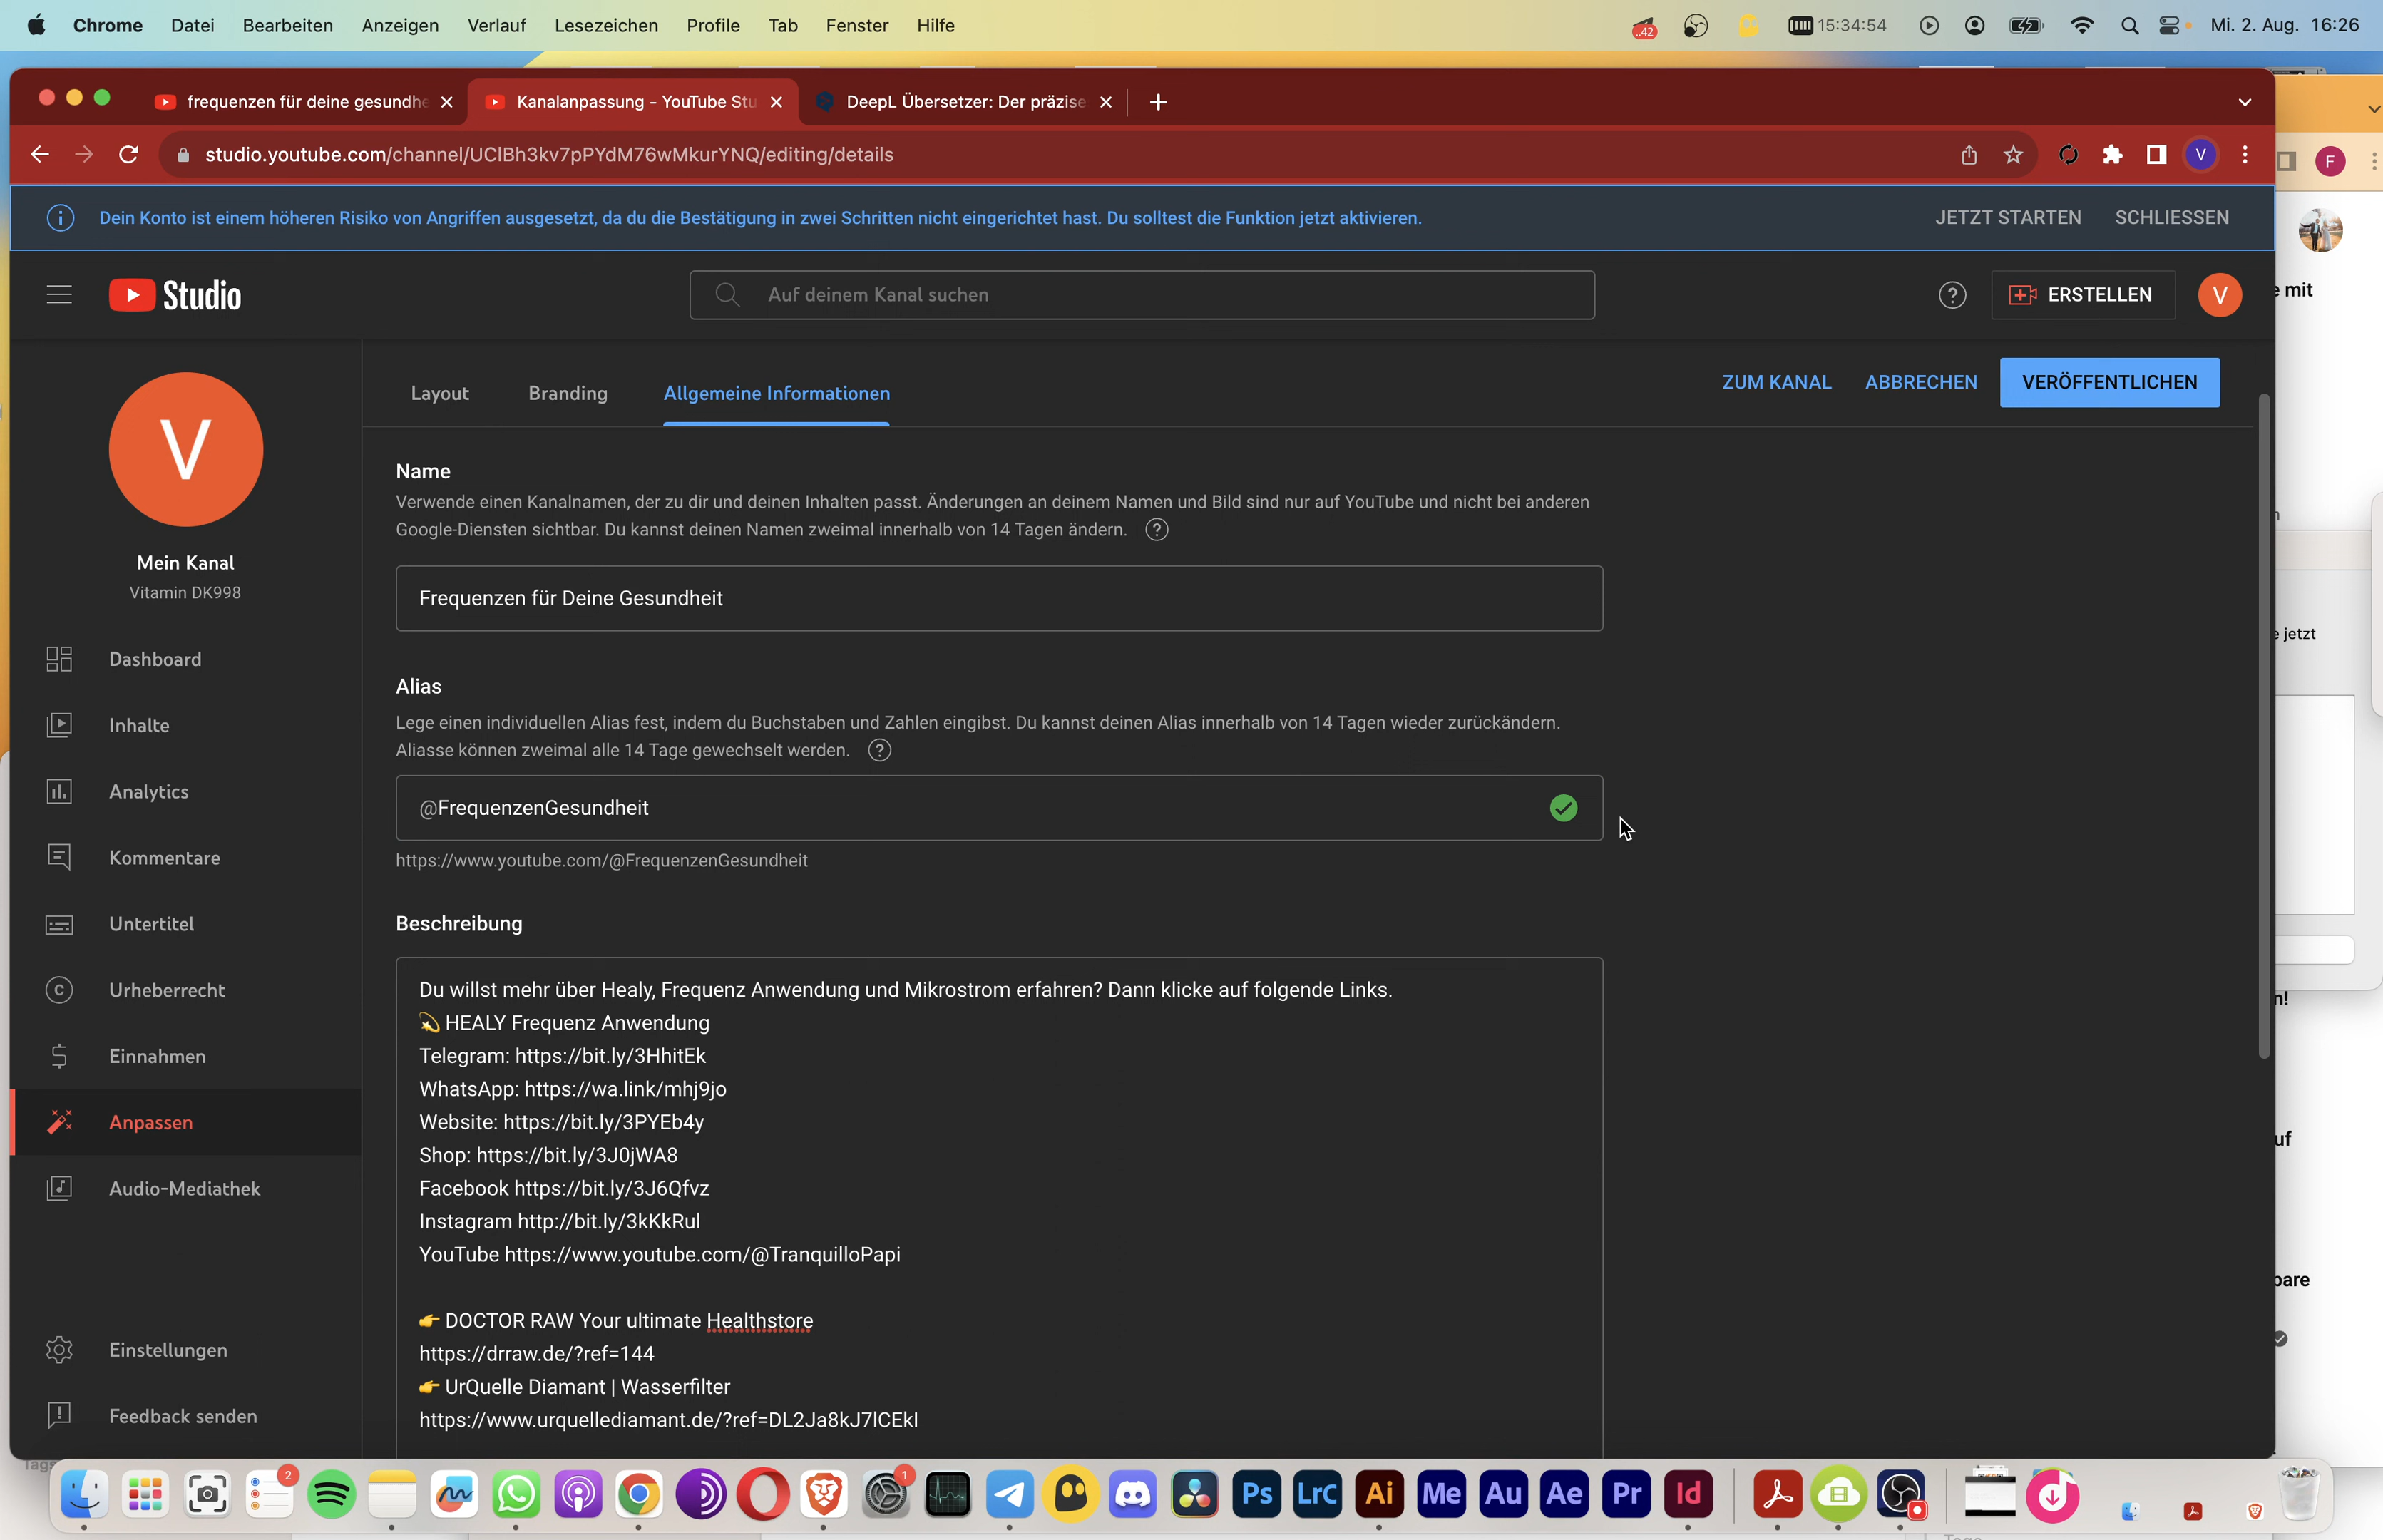 Chrome Datei Bearbeiten Anzeigen Verlauf Lesezeichen Profile Tab Fenster Hilfe
..42 15:34:54 Mi. 2. Aug. 16:26
frequenzen für deine gesundhe
Kanalanpassung - YouTube Stu
DeepL Übersetzer: Der präzise
studio.youtube.com/channel/UClBh3kv7pPYdM76wMkurYNQ/editing/details
V
F
Dein Konto ist einem höheren Risiko von Angriffen ausgesetzt, da du die Bestätigung in zwei Schritten nicht eingerichtet hast. Du solltest die Funktion jetzt aktivieren.
JETZT STARTEN SCHLIESSEN
Studio
Auf deinem Kanal suchen
ERSTELLEN
V
e mit
V
Mein Kanal
Vitamin DK998
Dashboard
Inhalte
Analytics
Kommentare
Untertitel
Urheberrecht
Einnahmen
Anpassen
Audio-Mediathek
Einstellungen
Feedback senden
Layout Branding Allgemeine Informationen
ZUM KANAL ABBRECHEN VERÖFFENTLICHEN
Name
Verwende einen Kanalnamen, der zu dir und deinen Inhalten passt. Änderungen an deinem Namen und Bild sind nur auf YouTube und nicht bei anderen
Google-Diensten sichtbar. Du kannst deinen Namen zweimal innerhalb von 14 Tagen ändern.
Frequenzen für Deine Gesundheit
Alias
Lege einen individuellen Alias fest, indem du Buchstaben und Zahlen eingibst. Du kannst deinen Alias innerhalb von 14 Tagen wieder zurückändern.
Aliasse können zweimal alle 14 Tage gewechselt werden.
@FrequenzenGesundheit
https://www.youtube.com/@FrequenzenGesundheit
Beschreibung
Du willst mehr über Healy, Frequenz Anwendung und Mikrostrom erfahren? Dann klicke auf folgende Links.
💫 HEALY Frequenz Anwendung
Telegram: https://bit.ly/3HhitEk
WhatsApp: https://wa.link/mhj9jo
Website: https://bit.ly/3PYEb4y
Shop: https://bit.ly/3J0jWA8
Facebook https://bit.ly/3J6Qfvz
Instagram http://bit.ly/3kKkRul
YouTube https://www.youtube.com/@TranquilloPapi
👉 DOCTOR RAW Your ultimate Healthstore
https://drraw.de/?ref=144
👉 UrQuelle Diamant | Wasserfilter
https://www.urquellediamant.de/?ref=DL2Ja8kJ7lCEkl
e jetzt
n!
uf
bare
Tags
2
1
Ps LrC Ai Me Au Ae Pr Id